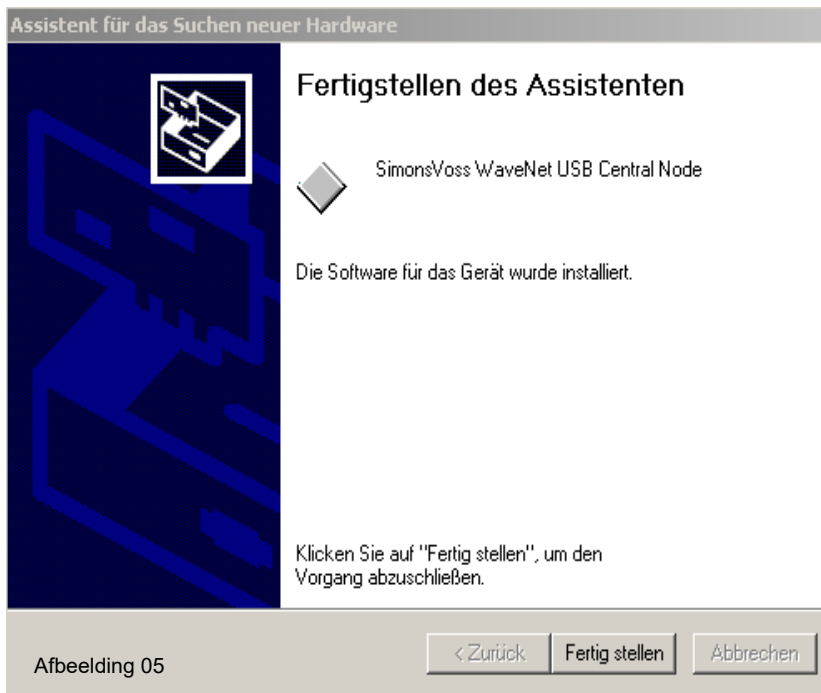 Assistent für das Suchen neuer Hardware
Fertigstellen des Assistenten
SimonsVoss WaveNet USB Central Node
Die Software für das Gerät wurde installiert.
Klicken Sie auf "Fertig stellen", um den
Vorgang abzuschließen.
< Zurück
Fertig stellen
Abbrechen
Afbeelding 05